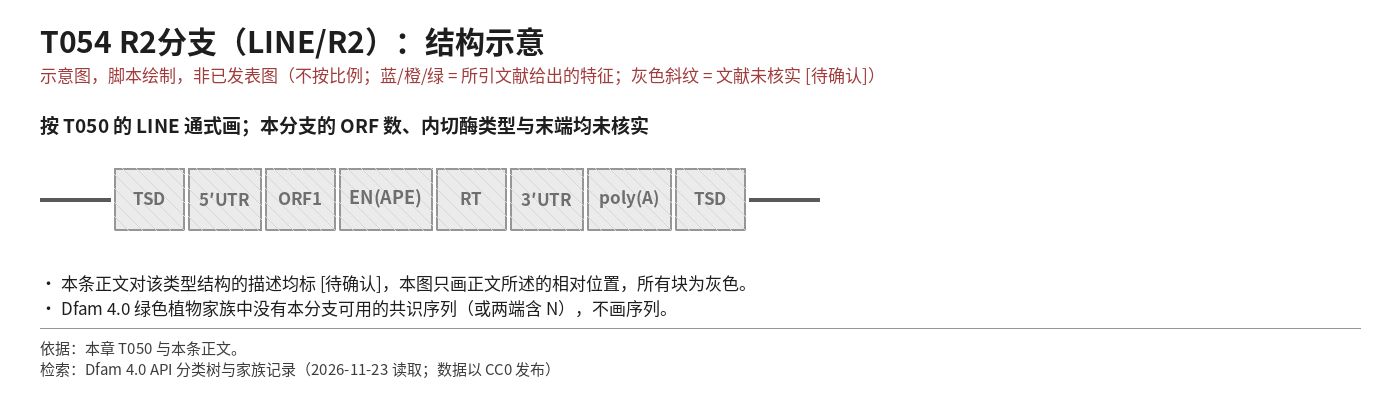 T054 R2分支（LINE/R2）：结构示意
示意图，脚本绘制，非已发表图（不按比例；蓝/橙/绿 = 所引文献给出的特征；灰色斜纹 = 文献未核实 [待确认]）
按 T050 的 LINE 通式画；本分支的 ORF 数、内切酶类型与末端均未核实
TSD 5′UTR ORF1 EN(APE) RT 3′UTR poly(A) TSD
・ 本条正文对该类型结构的描述均标 [待确认]，本图只画正文所述的相对位置，所有块为灰色。
・ Dfam 4.0 绿色植物家族中没有本分支可用的共识序列（或两端含 N），不画序列。
依据：本章 T050 与本条正文。
检索：Dfam 4.0 API 分类树与家族记录（2026-11-23 读取；数据以 CC0 发布）